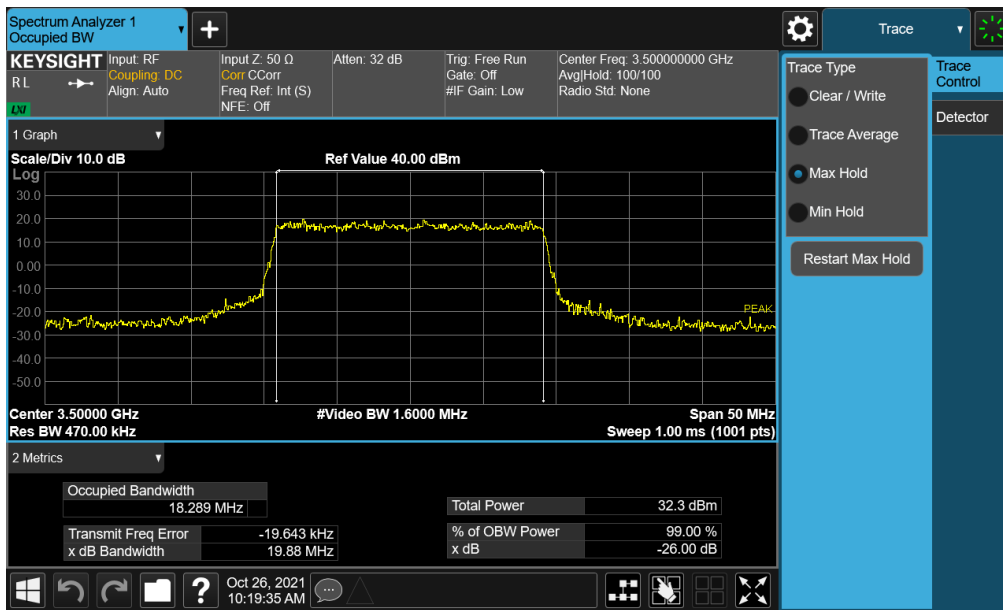 Spectrum Analyzer 1
Occupied BW
Trace
KEYSIGHT
R L
LXI
Input: RF
Coupling: DC
Align: Auto
Input Z: 50 Ω
Corr CCorr
Freq Ref: Int (S)
NFE: Off
Atten: 32 dB
Trig: Free Run
Gate: Off
#IF Gain: Low
Center Freq: 3.500000000 GHz
Avg|Hold: 100/100
Radio Std: None
Trace Type
Clear / Write
Trace Average
Max Hold
Min Hold
Restart Max Hold
Trace
Control
Detector
1 Graph
Scale/Div 10.0 dB
Ref Value 40.00 dBm
Log
30.0
20.0
10.0
0.00
-10.0
-20.0
-30.0
-40.0
-50.0
PEAK
Center 3.50000 GHz
#Video BW 1.6000 MHz
Span 50 MHz
Res BW 470.00 kHz
Sweep 1.00 ms (1001 pts)
2 Metrics
Occupied Bandwidth
18.289 MHz
Total Power 32.3 dBm
Transmit Freq Error -19.643 kHz
% of OBW Power 99.00 %
x dB Bandwidth 19.88 MHz
x dB -26.00 dB
?
Oct 26, 2021
10:19:35 AM